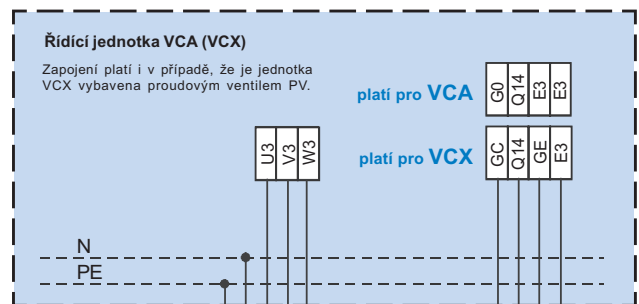 Řídící jednotka VCA (VCX)
Zapojení platí i v případě, že je jednotka
VCX vybavena proudovým ventilem PV.
platí pro VCA
G0 Q14 E3 E3
U3 V3 W3
platí pro VCX
GC Q14 GE E3
N
PE